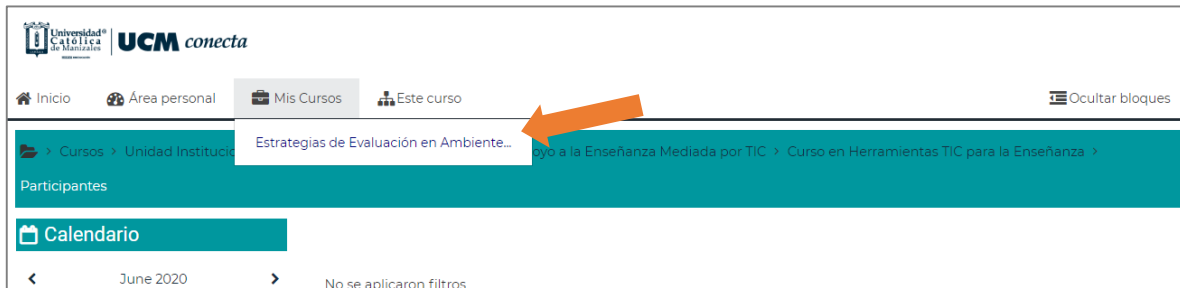 Universidad®
Católica
de Manizales
UCM conecta
Inicio Área personal Mis Cursos Este curso Ocultar bloques
Estrategias de Evaluación en Ambiente...
> Cursos > Unidad Institucio oyo a la Enseñanza Mediada por TIC > Curso en Herramientas TIC para la Enseñanza >
Participantes
Calendario
June 2020
No se aplicaron filtros